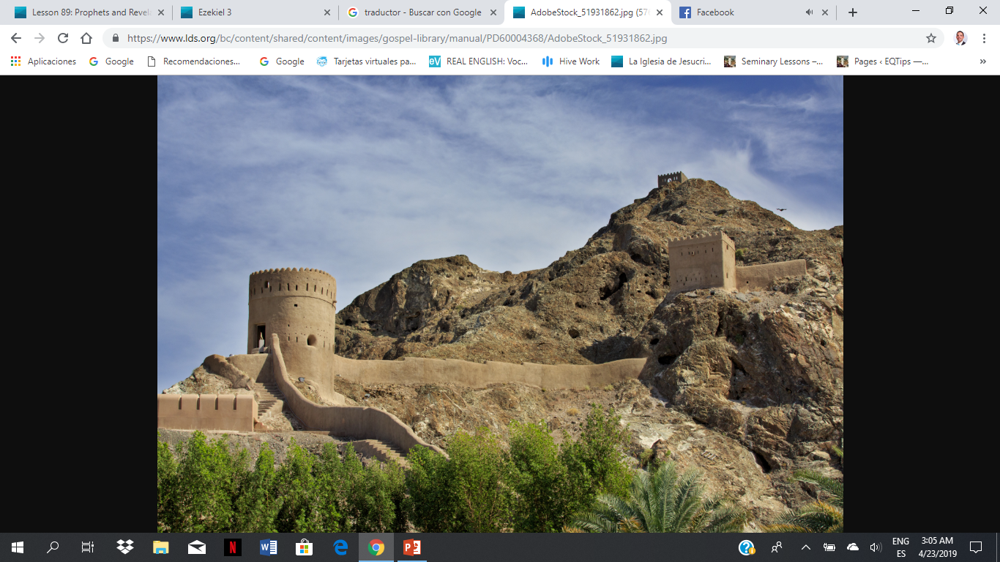 Lesson 89: Prophets and Revela
Ezekiel 3
traductor - Buscar con Google
AdobeStock_51931862.jpg (57
Facebook
https://www.lds.org/bc/content/shared/content/images/gospel-library/manual/PD60004368/AdobeStock_51931862.jpg
Aplicaciones
Google
Recomendaciones...
Google
Tarjetas virtuales pa...
eV
REAL ENGLISH: Voc...
Hive Work
La Iglesia de Jesucri...
Seminary Lessons –...
Pages ‹ EQTips —...
»
N
W
P
ENG
ES
3:05 AM
4/23/2019